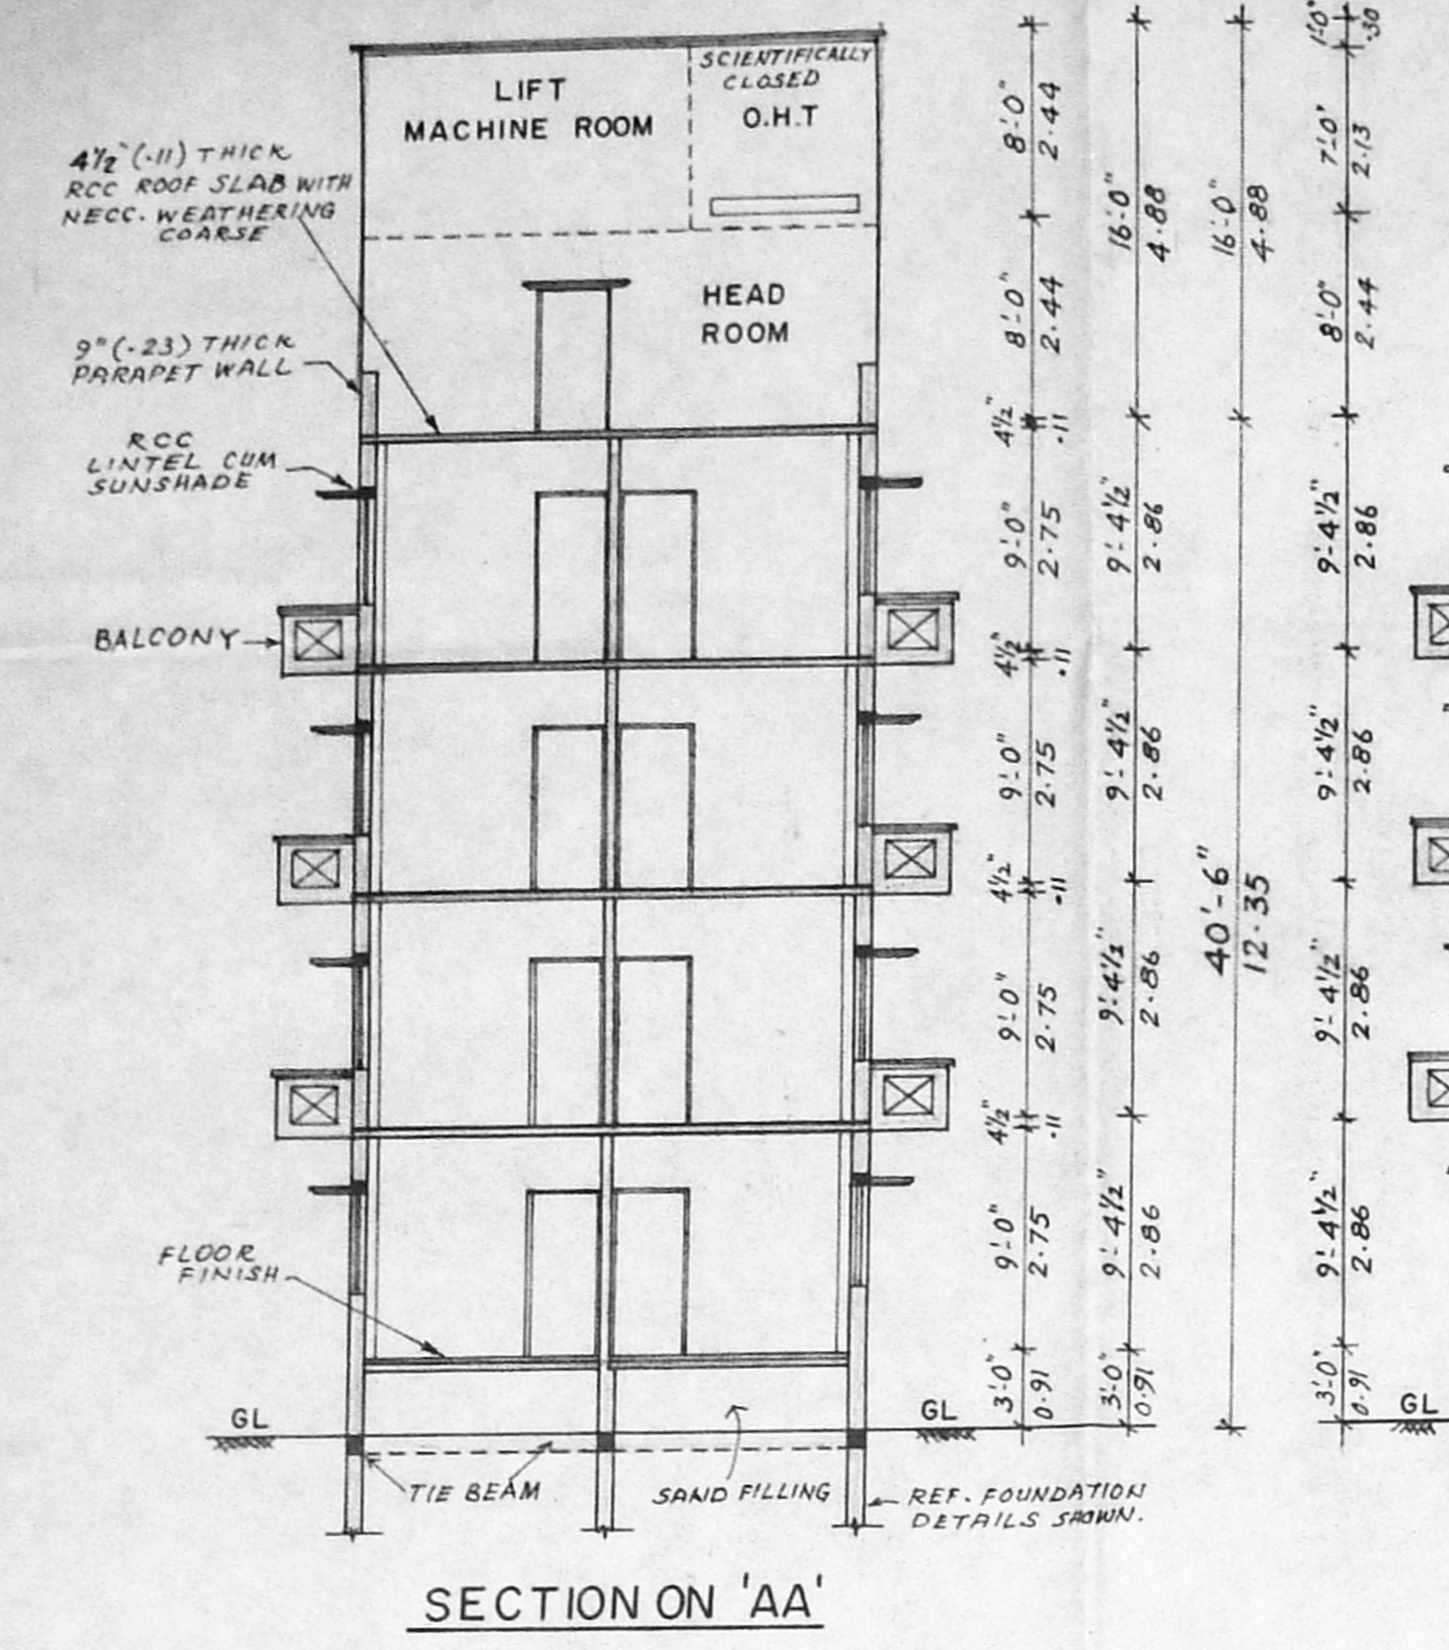 LIFT
MACHINE ROOM
SCIENTIFICALLY
CLOSED
O.H.T
4½" (·11) THICK
RCC ROOF SLAB WITH
NECC. WEATHERING
COARSE
HEAD
ROOM
9" (·23) THICK
PARAPET WALL
RCC
LINTEL CUM
SUNSHADE
BALCONY
FLOOR
FINISH
GL
GL
TIE BEAM
SAND FILLING
REF. FOUNDATION
DETAILS SHOWN.
8'-0"
2·44
8'-0"
2·44
4½"
·11
9'-0"
2·75
4½"
·11
9'-0"
2·75
4½"
·11
9'-0"
2·75
4½"
·11
9'-0"
2·75
3'-0"
0·91
16'-0"
4·88
9'-4½"
2·86
9'-4½"
2·86
9'-4½"
2·86
9'-4½"
2·86
3'-0"
0·91
16'-0"
4·88
40'-6"
12·35
1'-0"
·30
7'-0"
2·13
8'-0"
2·44
9'-4½"
2·86
9'-4½"
2·86
9'-4½"
2·86
9'-4½"
2·86
3'-0"
0·91
GL
SECTION ON 'AA'